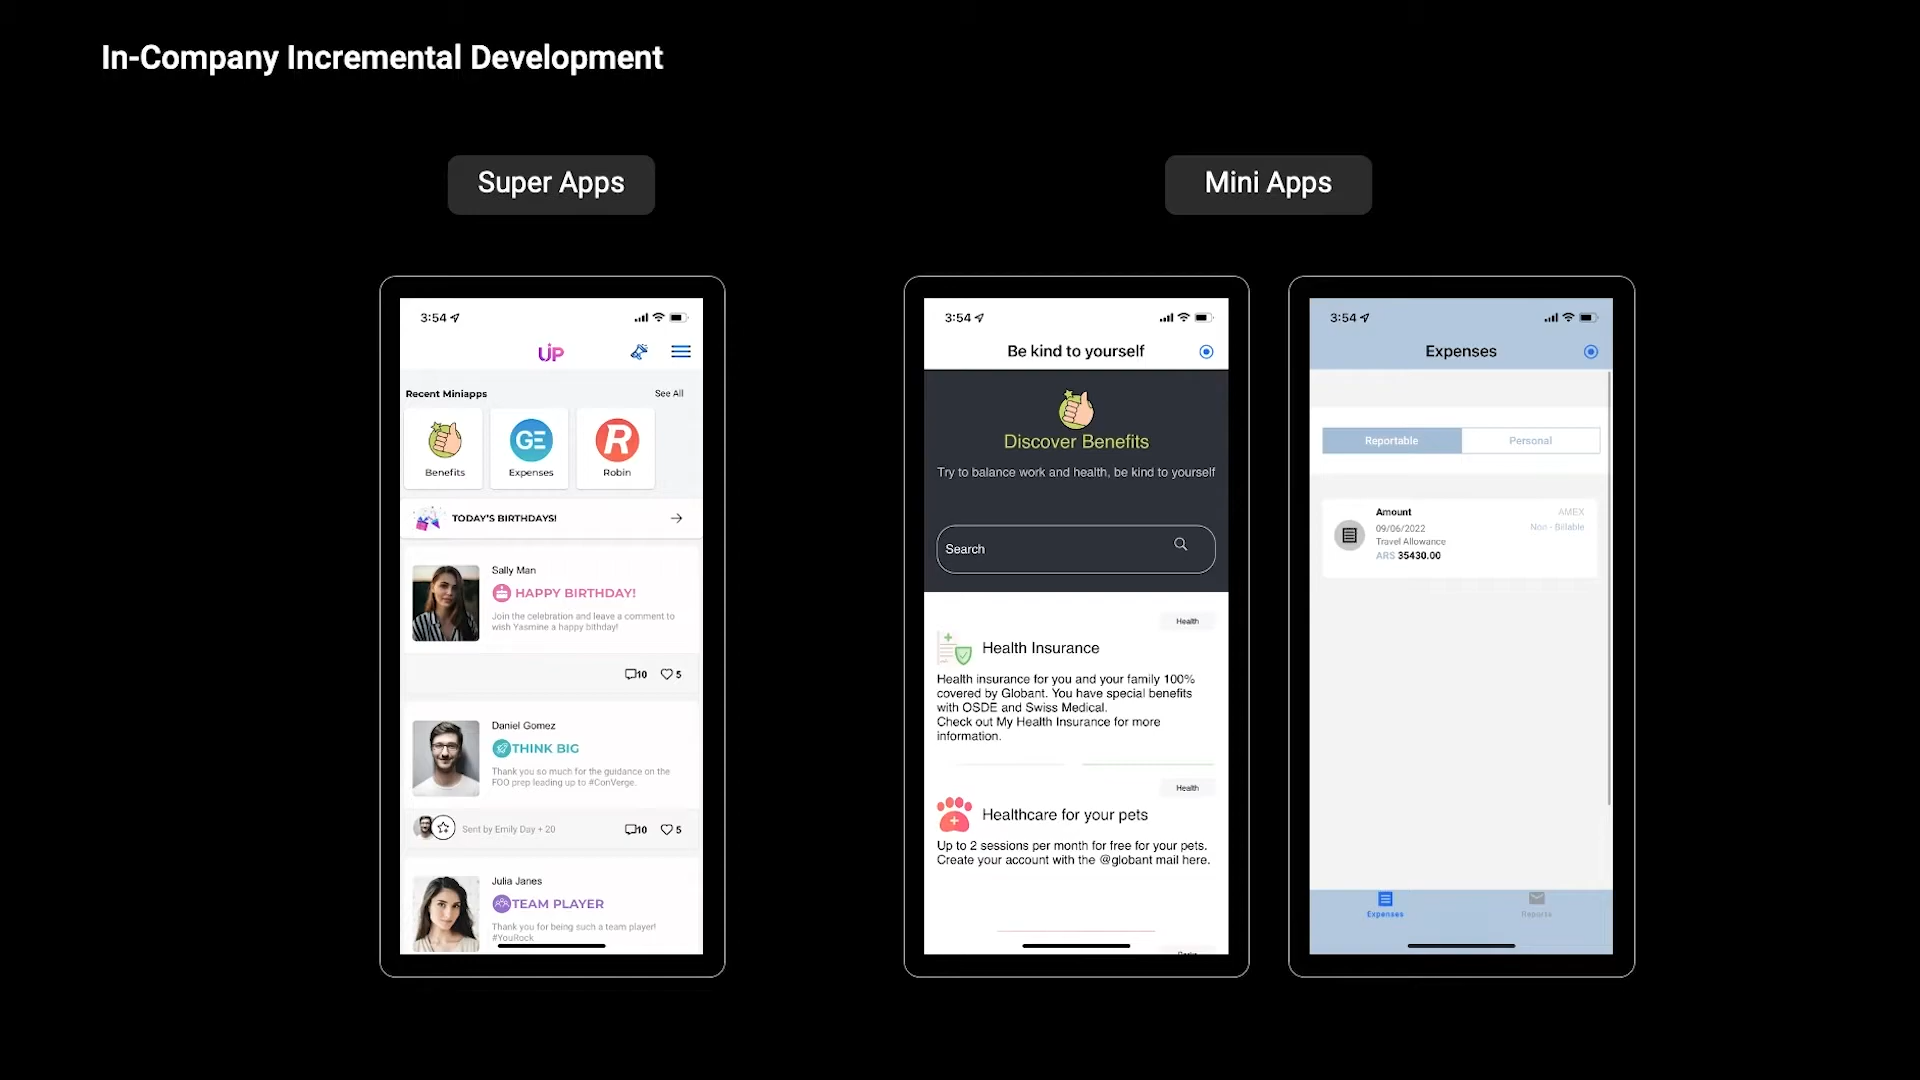 In-Company Incremental Development
Super Apps
Mini Apps
3:54
UP
Recent Miniapps
See All
GE
R
Benefits
Expenses
Robin
TODAY'S BIRTHDAYS!
Sally Man
HAPPY BIRTHDAY!
Join the celebration and leave a comment to
wish Yasmine a happy bithday!
10
5
Daniel Gomez
THINK BIG
Thank you so much for the guidance on the
FOO prep leading up to #ConVerge.
Sent by Emily Day + 20
10
5
Julia Janes
TEAM PLAYER
Thank you for being such a team player!
#YouRock
3:54
Be kind to yourself
Discover Benefits
Try to balance work and health, be kind to yourself
Search
Health
Health Insurance
Health insurance for you and your family 100%
covered by Globant. You have special benefits
with OSDE and Swiss Medical.
Check out My Health Insurance for more
information.
Health
Healthcare for your pets
Up to 2 sessions per month for free for your pets.
Create your account with the @globant mail here.
3:54
Expenses
Reportable
Personal
Amount
AMEX
09/06/2022
Non - Billable
Travel Allowance
ARS 35430.00
Expenses
Reports